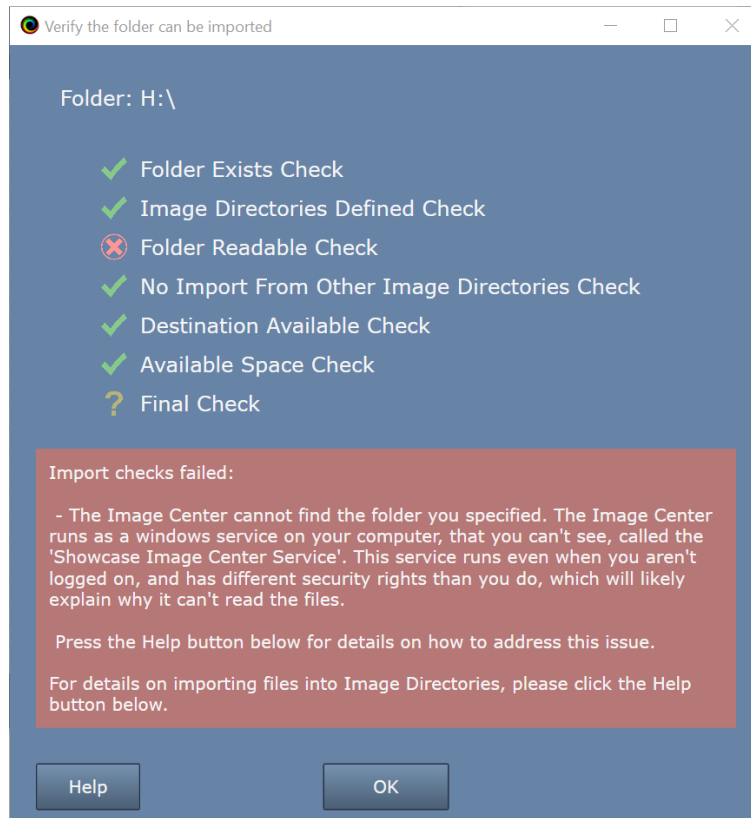 Verify the folder can be imported
Folder: H:\
Folder Exists Check
Image Directories Defined Check
Folder Readable Check
No Import From Other Image Directories Check
Destination Available Check
Available Space Check
? Final Check
Import checks failed:
- The Image Center cannot find the folder you specified. The Image Center
runs as a windows service on your computer, that you can't see, called the
'Showcase Image Center Service'. This service runs even when you aren't
logged on, and has different security rights than you do, which will likely
explain why it can't read the files.
Press the Help button below for details on how to address this issue.
For details on importing files into Image Directories, please click the Help
button below.
Help
OK